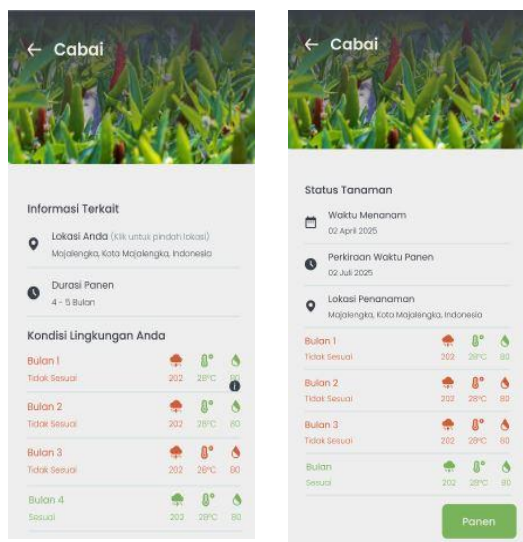 Cabai
Informasi Terkait
Lokasi Anda (Klik untuk pindah lokasi)
Majalengka, Kota Majalengka, Indonesia
Durasi Panen
4 - 5 Bulan
Kondisi Lingkungan Anda
Bulan 1
Tidak Sesuai 202 28°C 80
Bulan 2
Tidak Sesuai 202 28°C 80
Bulan 3
Tidak Sesuai 202 28°C 80
Bulan 4
Sesuai 202 28°C 80
Cabai
Status Tanaman
Waktu Menanam
02 April 2025
Perkiraan Waktu Panen
02 Juli 2025
Lokasi Penanaman
Majalengka, Kota Majalengka, Indonesia
Bulan 1
Tidak Sesuai 202 28°C 80
Bulan 2
Tidak Sesuai 202 28°C 80
Bulan 3
Tidak Sesuai 202 28°C 80
Bulan
Sesuai 202 28°C 80
Panen